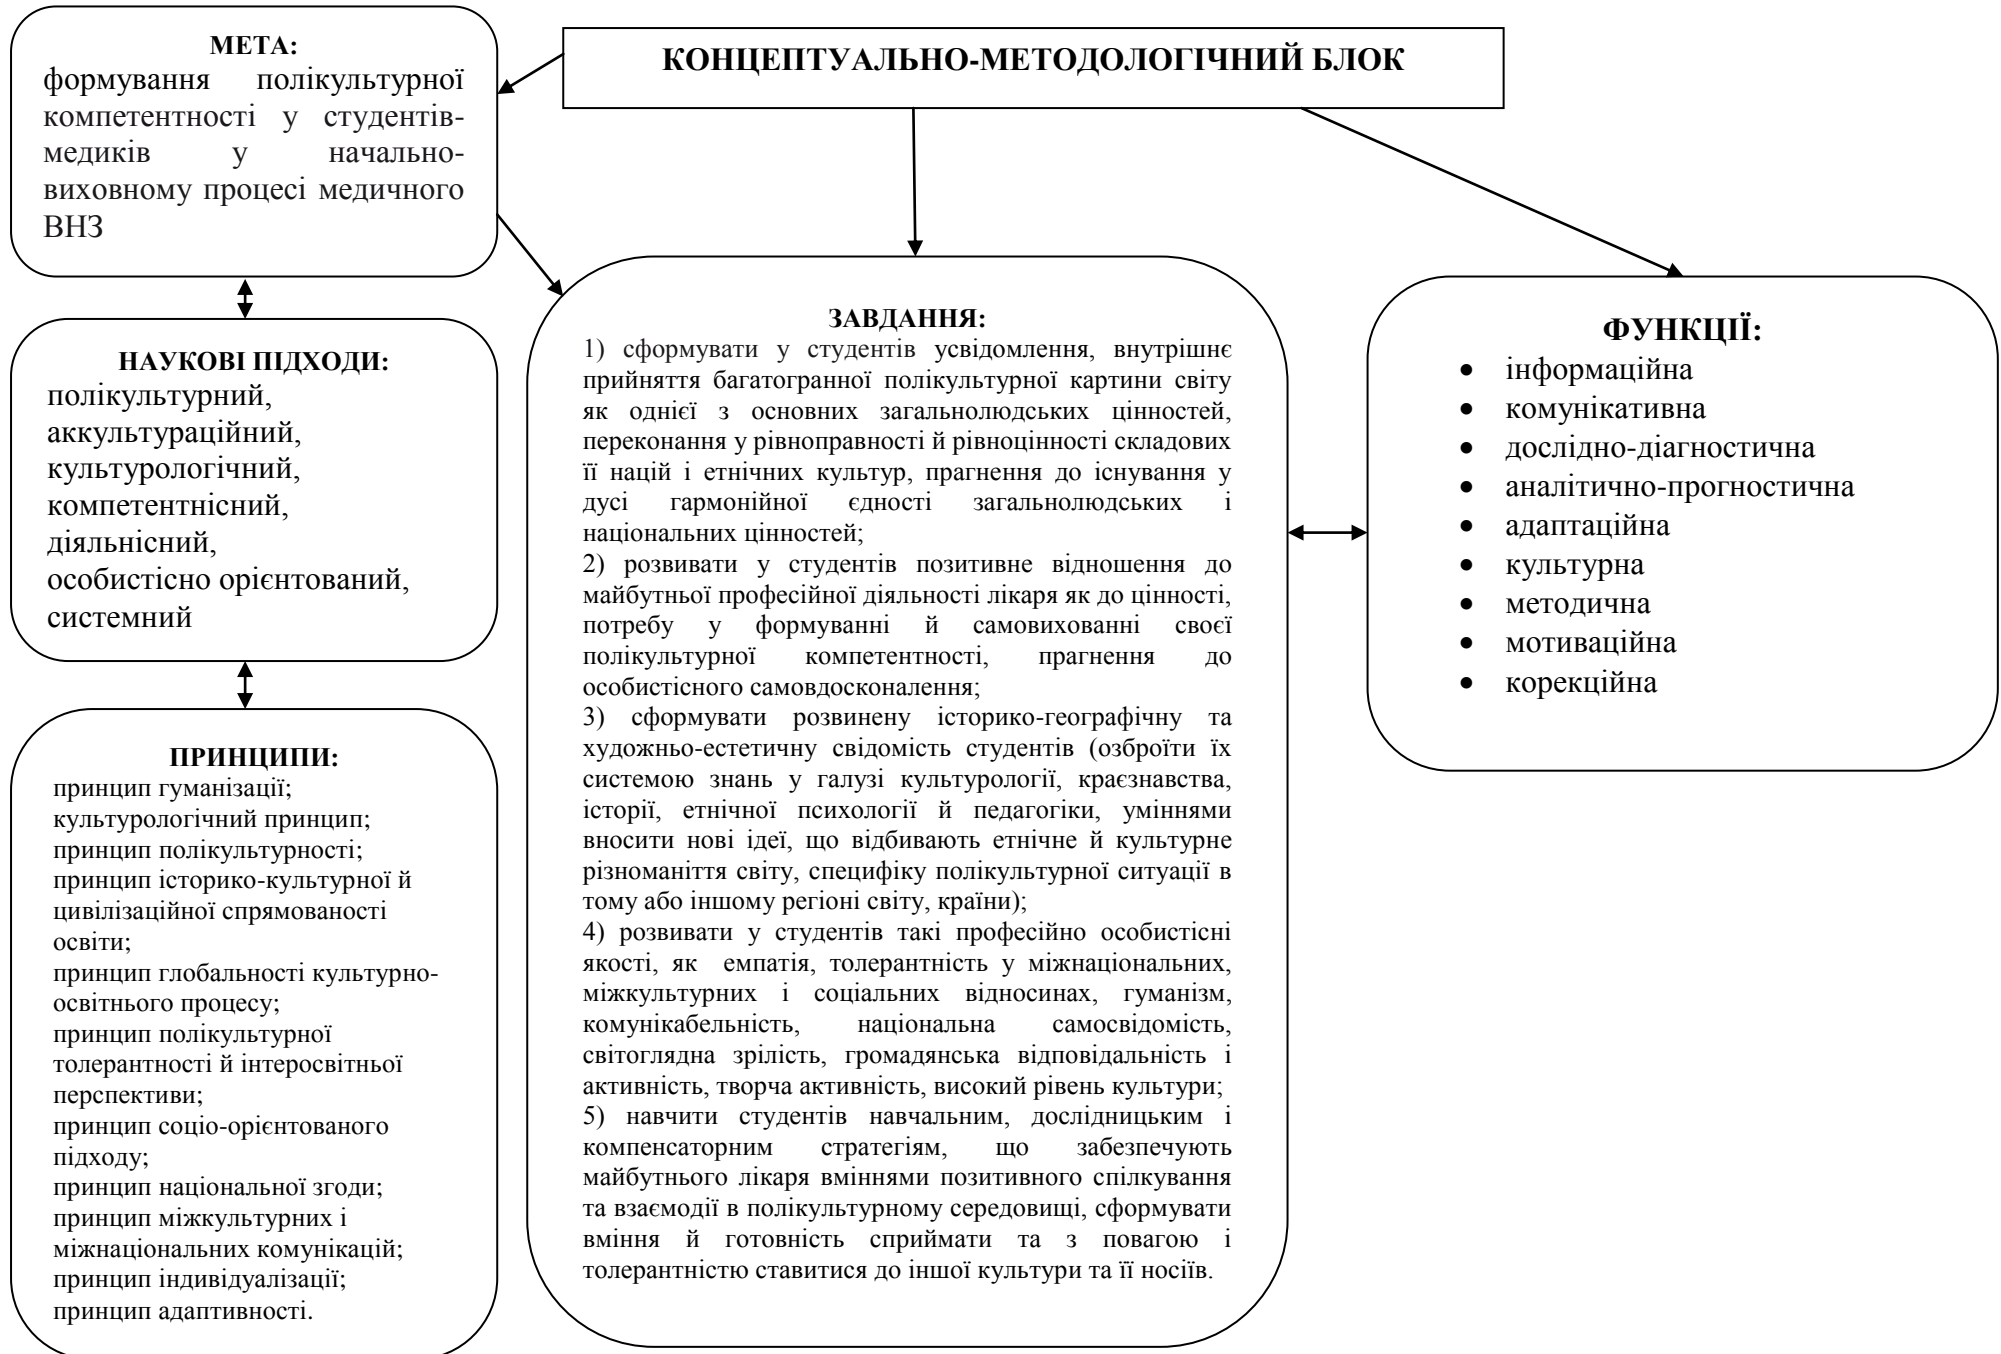 КОНЦЕПТУАЛЬНО-МЕТОДОЛОГІЧНИЙ БЛОК
МЕТА:
формування полікультурної
компетентності у студентів-
медиків у начально-
виховному процесі медичного
ВНЗ
НАУКОВІ ПІДХОДИ:
полікультурний,
аккультураційний,
культурологічний,
компетентнісний,
діяльнісний,
особистісно орієнтований,
системний
ПРИНЦИПИ:
принцип гуманізації;
культурологічний принцип;
принцип полікультурності;
принцип історико-культурної й
цивілізаційної спрямованості
освіти;
принцип глобальності культурно-
освітнього процесу;
принцип полікультурної
толерантності й інтеросвітньої
перспективи;
принцип соціо-орієнтованого
підходу;
принцип національної згоди;
принцип міжкультурних і
міжнаціональних комунікацій;
принцип індивідуалізації;
принцип адаптивності.
ЗАВДАННЯ:
1) сформувати у студентів усвідомлення, внутрішнє
прийняття багатогранної полікультурної картини світу
як однієї з основних загальнолюдських цінностей,
переконання у рівноправності й рівноцінності складових
її націй і етнічних культур, прагнення до існування у
дусі гармонійної єдності загальнолюдських і
національних цінностей;
2) розвивати у студентів позитивне відношення до
майбутньої професійної діяльності лікаря як до цінності,
потребу у формуванні й самовихованні своєї
полікультурної компетентності, прагнення до
особистісного самовдосконалення;
3) сформувати розвинену історико-географічну та
художньо-естетичну свідомість студентів (озброїти їх
системою знань у галузі культурології, краєзнавства,
історії, етнічної психології й педагогіки, уміннями
вносити нові ідеї, що відбивають етнічне й культурне
різноманіття світу, специфіку полікультурної ситуації в
тому або іншому регіоні світу, країни);
4) розвивати у студентів такі професійно особистісні
якості, як емпатія, толерантність у міжнаціональних,
міжкультурних і соціальних відносинах, гуманізм,
комунікабельність, національна самосвідомість,
світоглядна зрілість, громадянська відповідальність і
активність, творча активність, високий рівень культури;
5) навчити студентів навчальним, дослідницьким і
компенсаторним стратегіям, що забезпечують
майбутнього лікаря вміннями позитивного спілкування
та взаємодії в полікультурному середовищі, сформувати
вміння й готовність сприймати та з повагою і
толерантністю ставитися до іншої культури та її носіїв.
ФУНКЦІЇ:
• інформаційна
• комунікативна
• дослідно-діагностична
• аналітично-прогностична
• адаптаційна
• культурна
• методична
• мотиваційна
• корекційна